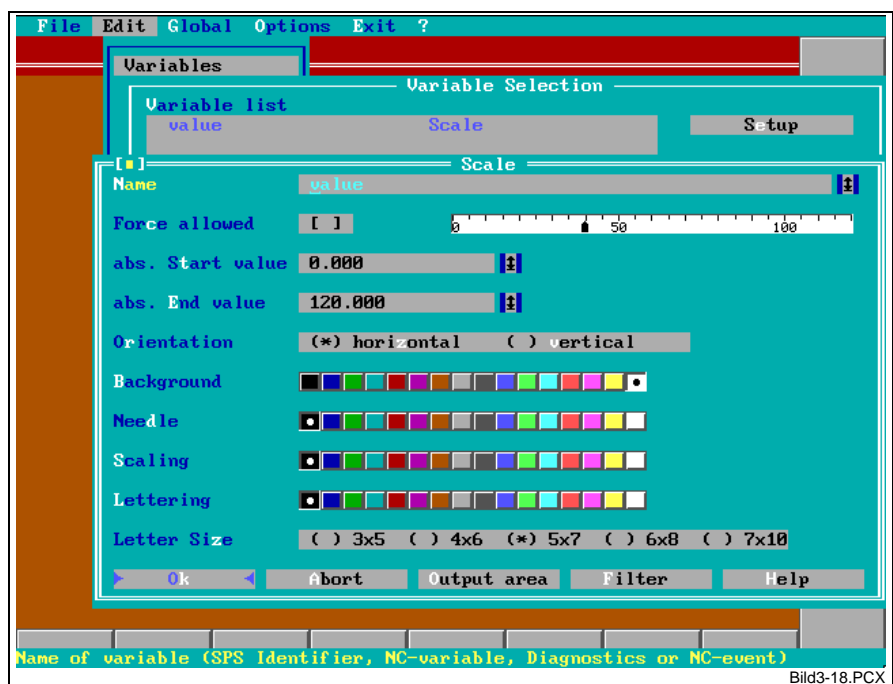 File Edit Global Options Exit ?
Variables
Variable Selection
Variable list
value Scale Setup
[■] Scale
Name value
Force allowed [ ] 0 50 100
abs. Start value 0.000
abs. End value 120.000
Orientation (*) horizontal ( ) vertical
Background
Needle
Scaling
Lettering
Letter Size ( ) 3x5 ( ) 4x6 (*) 5x7 ( ) 6x8 ( ) 7x10
Ok Abort Output area Filter Help
Name of variable (SPS Identifier, NC-variable, Diagnostics or NC-event)
Bild3-18.PCX